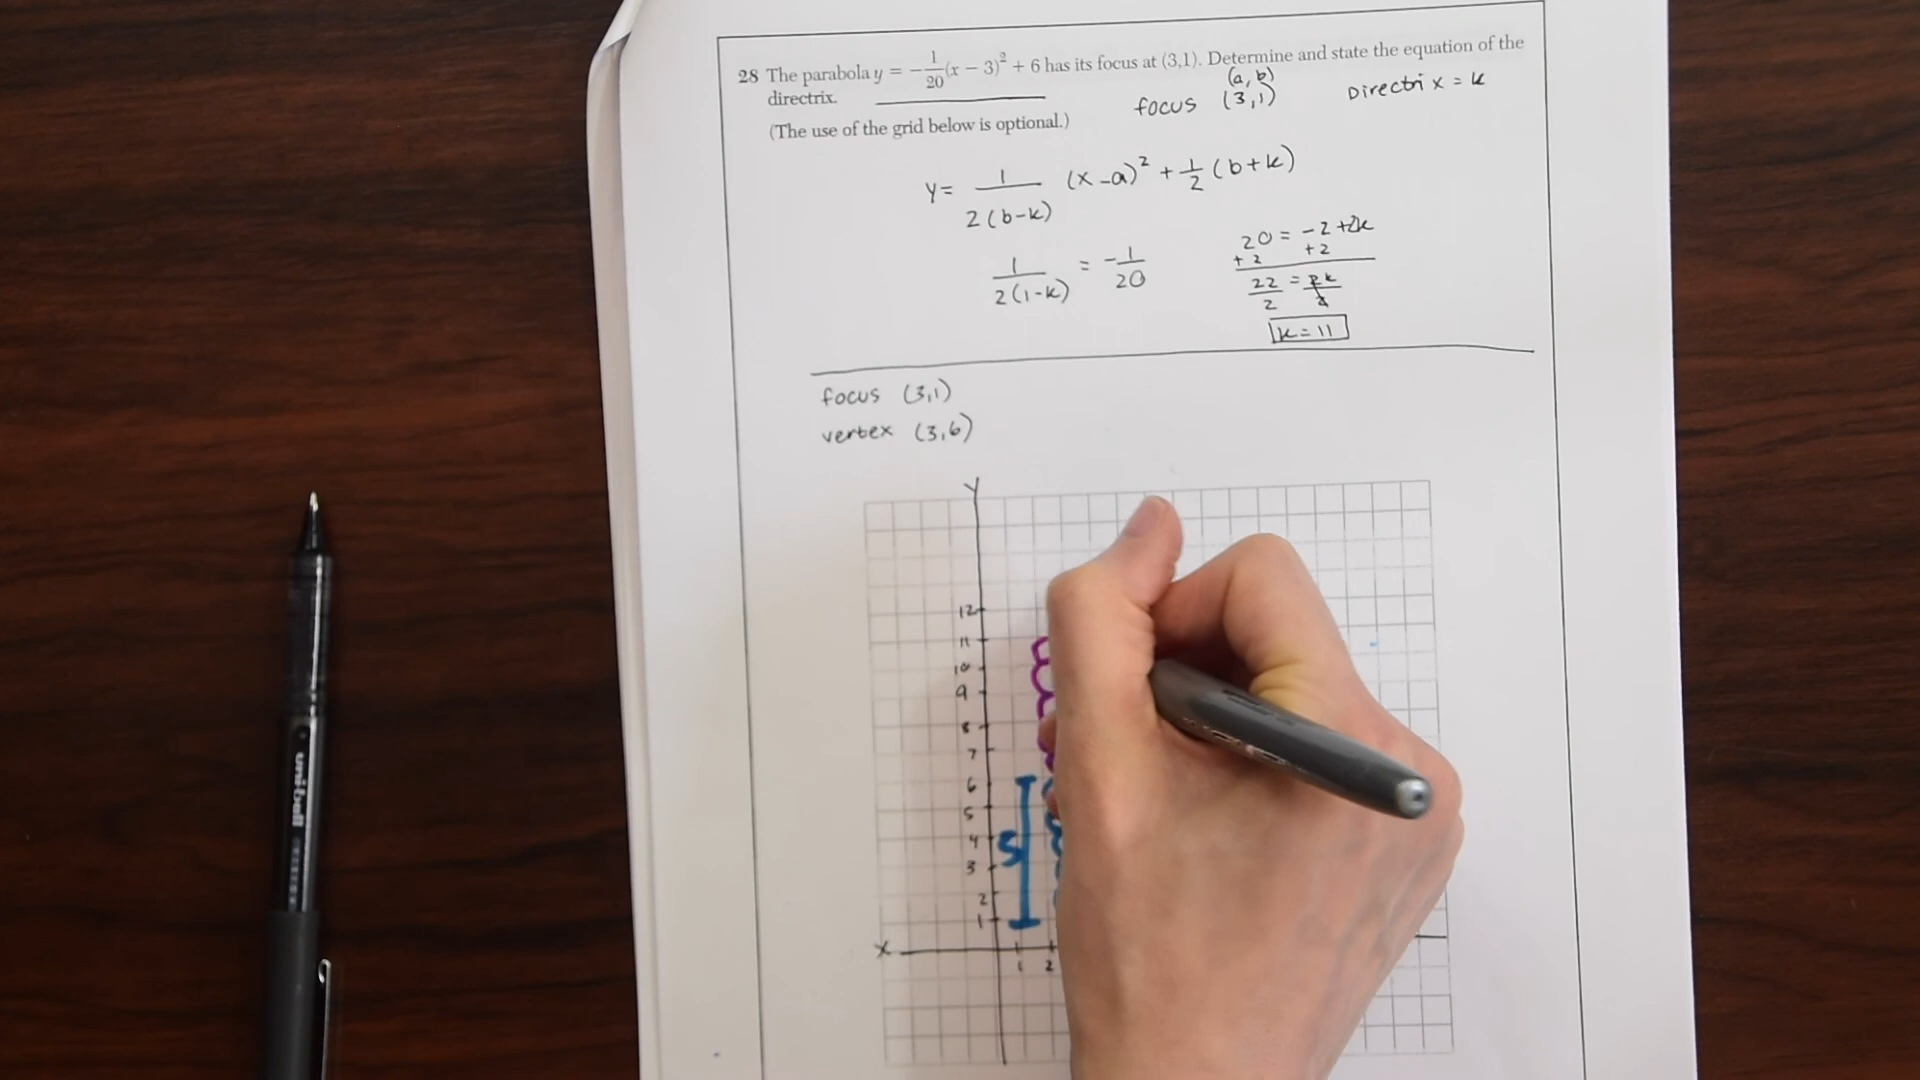 28 The parabola y = -1/20(x - 3)² + 6 has its focus at (3,1). Determine and state the equation of the
directrix.
(The use of the grid below is optional.)
(a,b)
focus (3,1)
Directrix = k
y = 1/2(b-k) (x-a)² + 1/2(b+k)
1/2(1-k) = -1/20
20 = -2+2k
+2 +2
22/2 = 2k/2
k=11
focus (3,1)
vertex (3,6)
Y
12
11
10
9
8
7
6
5
4
3
2
1
5
X
1 2
uni-ball